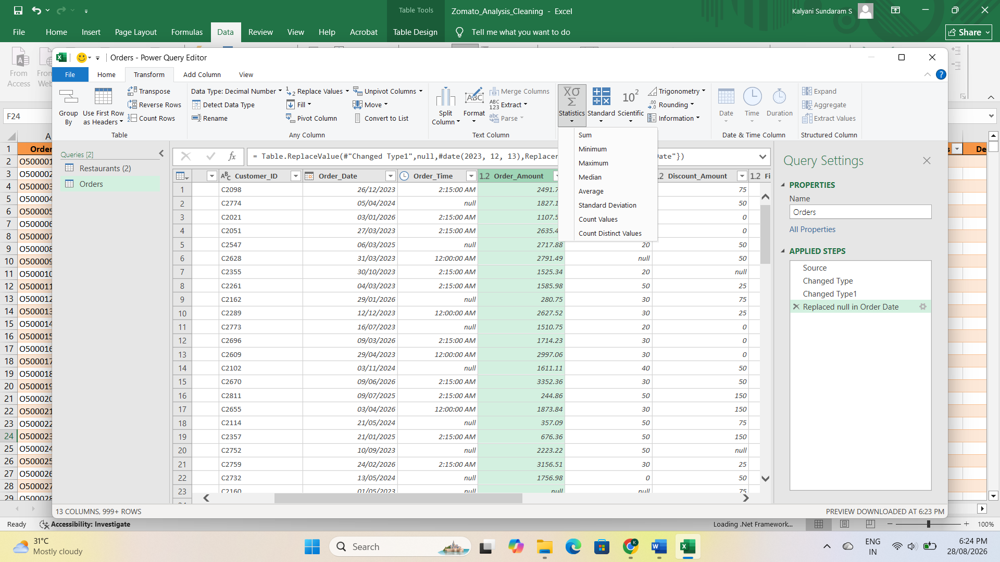 Table Tools
Zomato_Analysis_Cleaning - Excel
Kalyani Sundaram S
File Home Insert Page Layout Formulas Data Review View Help Acrobat Table Design Tell me what you want to do
Share
From Access
From Web
Orders - Power Query Editor
File Home Transform Add Column View
Group By
Use First Row as Headers
Transpose
Reverse Rows
Count Rows
Table
Data Type: Decimal Number
Detect Data Type
Rename
Replace Values
Fill
Pivot Column
Unpivot Columns
Move
Convert to List
Any Column
Split Column
Format
Merge Columns
Extract
Parse
Text Column
Statistics
Standard
Scientific
Trigonometry
Rounding
Information
Date
Time
Duration
Date & Time Column
Expand
Aggregate
Extract Values
Structured Column
Sum
Minimum
Maximum
Median
Average
Standard Deviation
Count Values
Count Distinct Values
F24
Queries [2]
Restaurants (2)
Orders
= Table.ReplaceValue(#"Changed Type1",null,#date(2023, 12, 13),Replacer
Date"})
Customer_ID Order_Date Order_Time 1.2 Order_Amount Discount_Amount 1.2 Fi
1 C2098 26/12/2023 2:15:00 AM 2491.7 75
2 C2774 05/04/2024 null 1827.1 50
3 C2021 03/01/2026 2:15:00 AM 1107.5 0
4 C2051 27/03/2023 2:15:00 AM 2635.4 0
5 C2547 06/03/2025 null 2717.88 20 50
6 C2628 31/03/2023 12:00:00 AM 2791.49 null 50
7 C2355 30/10/2023 2:15:00 AM 1525.34 20 null
8 C2261 04/03/2023 2:15:00 AM 1585.98 50 25
9 C2162 29/01/2026 null 280.75 30 75
10 C2289 12/12/2023 12:00:00 AM 2627.52 30 25
11 C2773 16/07/2023 null 1510.75 20 0
12 C2696 09/03/2026 2:15:00 AM 1714.23 30 0
13 C2609 29/04/2023 12:00:00 AM 2997.06 30 0
14 C2102 03/11/2024 null 1611.11 40 50
15 C2670 09/06/2026 2:15:00 AM 3352.36 30 50
16 C2811 09/07/2025 2:15:00 AM 244.86 50 150
17 C2655 03/04/2026 12:00:00 AM 1873.84 30 150
18 C2114 21/05/2024 null 357.09 50 75
19 C2357 21/01/2025 2:15:00 AM 676.36 50 150
20 C2752 10/09/2023 null 2223.22 50 null
21 C2759 24/02/2026 2:15:00 AM 3156.51 30 25
22 C2732 13/05/2024 null 1756.98 0 50
23 C2160 01/05/2023 null null null 75
13 COLUMNS, 999+ ROWS
PREVIEW DOWNLOADED AT 6:23 PM
Query Settings
PROPERTIES
Name
Orders
All Properties
APPLIED STEPS
Source
Changed Type
Changed Type1
Replaced null in Order Date
A
1 Order
2 O500001
3 O500002
4 O500003
5 O500004
6 O500005
7 O500006
8 O500007
9 O500008
10 O500009
11 O500010
12 O500011
13 O500012
14 O500013
15 O500014
16 O500015
17 O500016
18 O500017
19 O500018
20 O500019
21 O500020
22 O500021
23 O500022
24 O500023
25 O500024
26 O500025
27 O500026
28 O500027
29 O500028
s De
Ready Accessibility: Investigate
Loading .Net Framework...
100%
31°C
Mostly cloudy
Search
ENG
IN
6:24 PM
28/08/2026